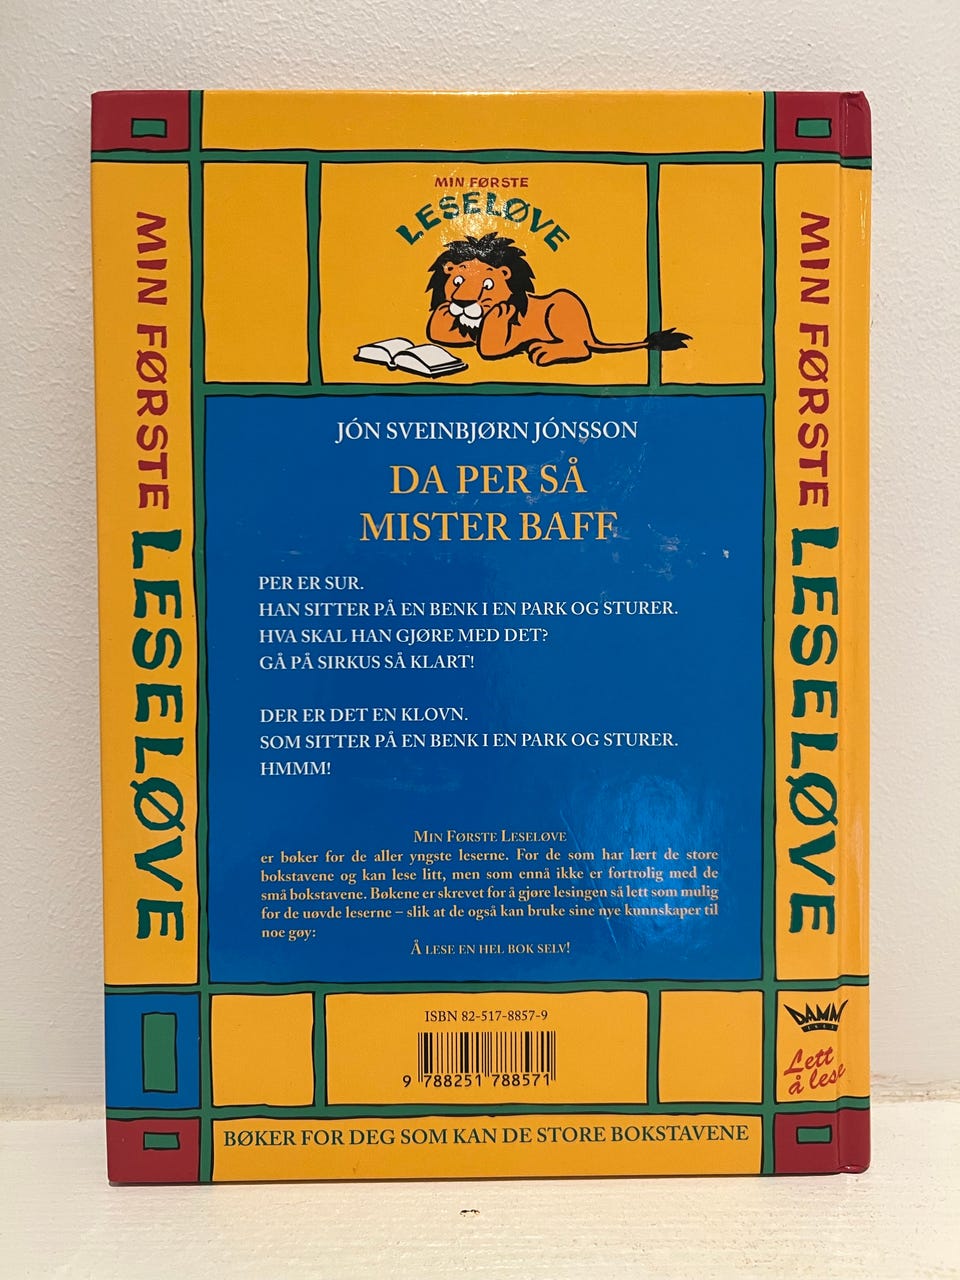 MIN FØRSTE
LESELØVE
JÓN SVEINBJØRN JÓNSSON
DA PER SÅ
MISTER BAFF
PER ER SUR.
HAN SITTER PÅ EN BENK I EN PARK OG STURER.
HVA SKAL HAN GJØRE MED DET?
GÅ PÅ SIRKUS SÅ KLART!
DER ER DET EN KLOVN.
SOM SITTER PÅ EN BENK I EN PARK OG STURER.
HMMM!
MIN FØRSTE LESELØVE
er bøker for de aller yngste leserne. For de som har lært de store
bokstavene og kan lese litt, men som ennå ikke er fortrolig med de
små bokstavene. Bøkene er skrevet for å gjøre lesingen så lett som mulig
for de uøvde leserne – slik at de også kan bruke sine nye kunnskaper til
noe gøy:
Å LESE EN HEL BOK SELV!
ISBN 82-517-8857-9
9 788251 788571
BØKER FOR DEG SOM KAN DE STORE BOKSTAVENE
MIN FØRSTE LESELØVE
MIN FØRSTE LESELØVE
DAMM
Lett
å lese